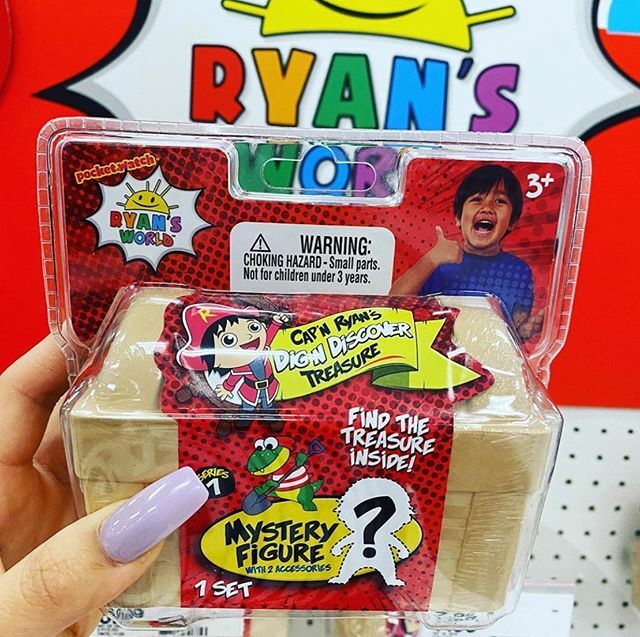 RYAN'S
WOR
pocket.watch
RYAN'S
WORLD
3+
WARNING:
CHOKING HAZARD - Small parts.
Not for children under 3 years.
R
CAP'N RYAN'S
DIG'N DISCOVER
TREASURE
FIND THE
TREASURE
INSIDE!
SERIES
1
MYSTERY
FIGURE
WITH 2 ACCESSORIES
?
1 SET